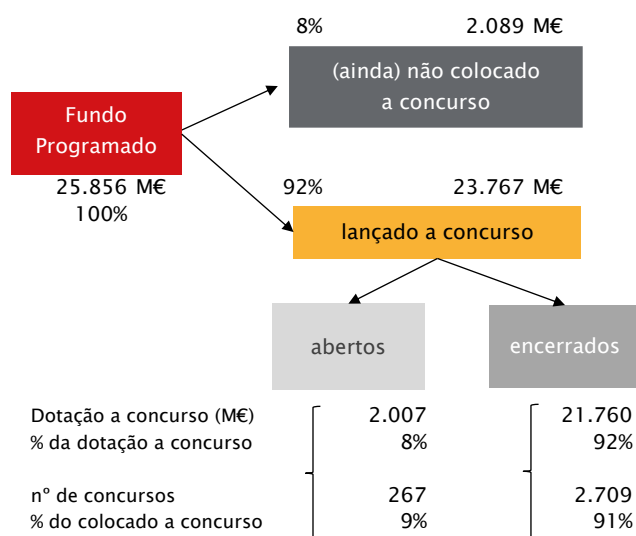 8% 2.089 M€
(ainda) não colocado
a concurso
Fundo
Programado
25.856 M€
100%
92% 23.767 M€
lançado a concurso
abertos encerrados
Dotação a concurso (M€) 2.007 21.760
% da dotação a concurso 8% 92%
nº de concursos 267 2.709
% do colocado a concurso 9% 91%